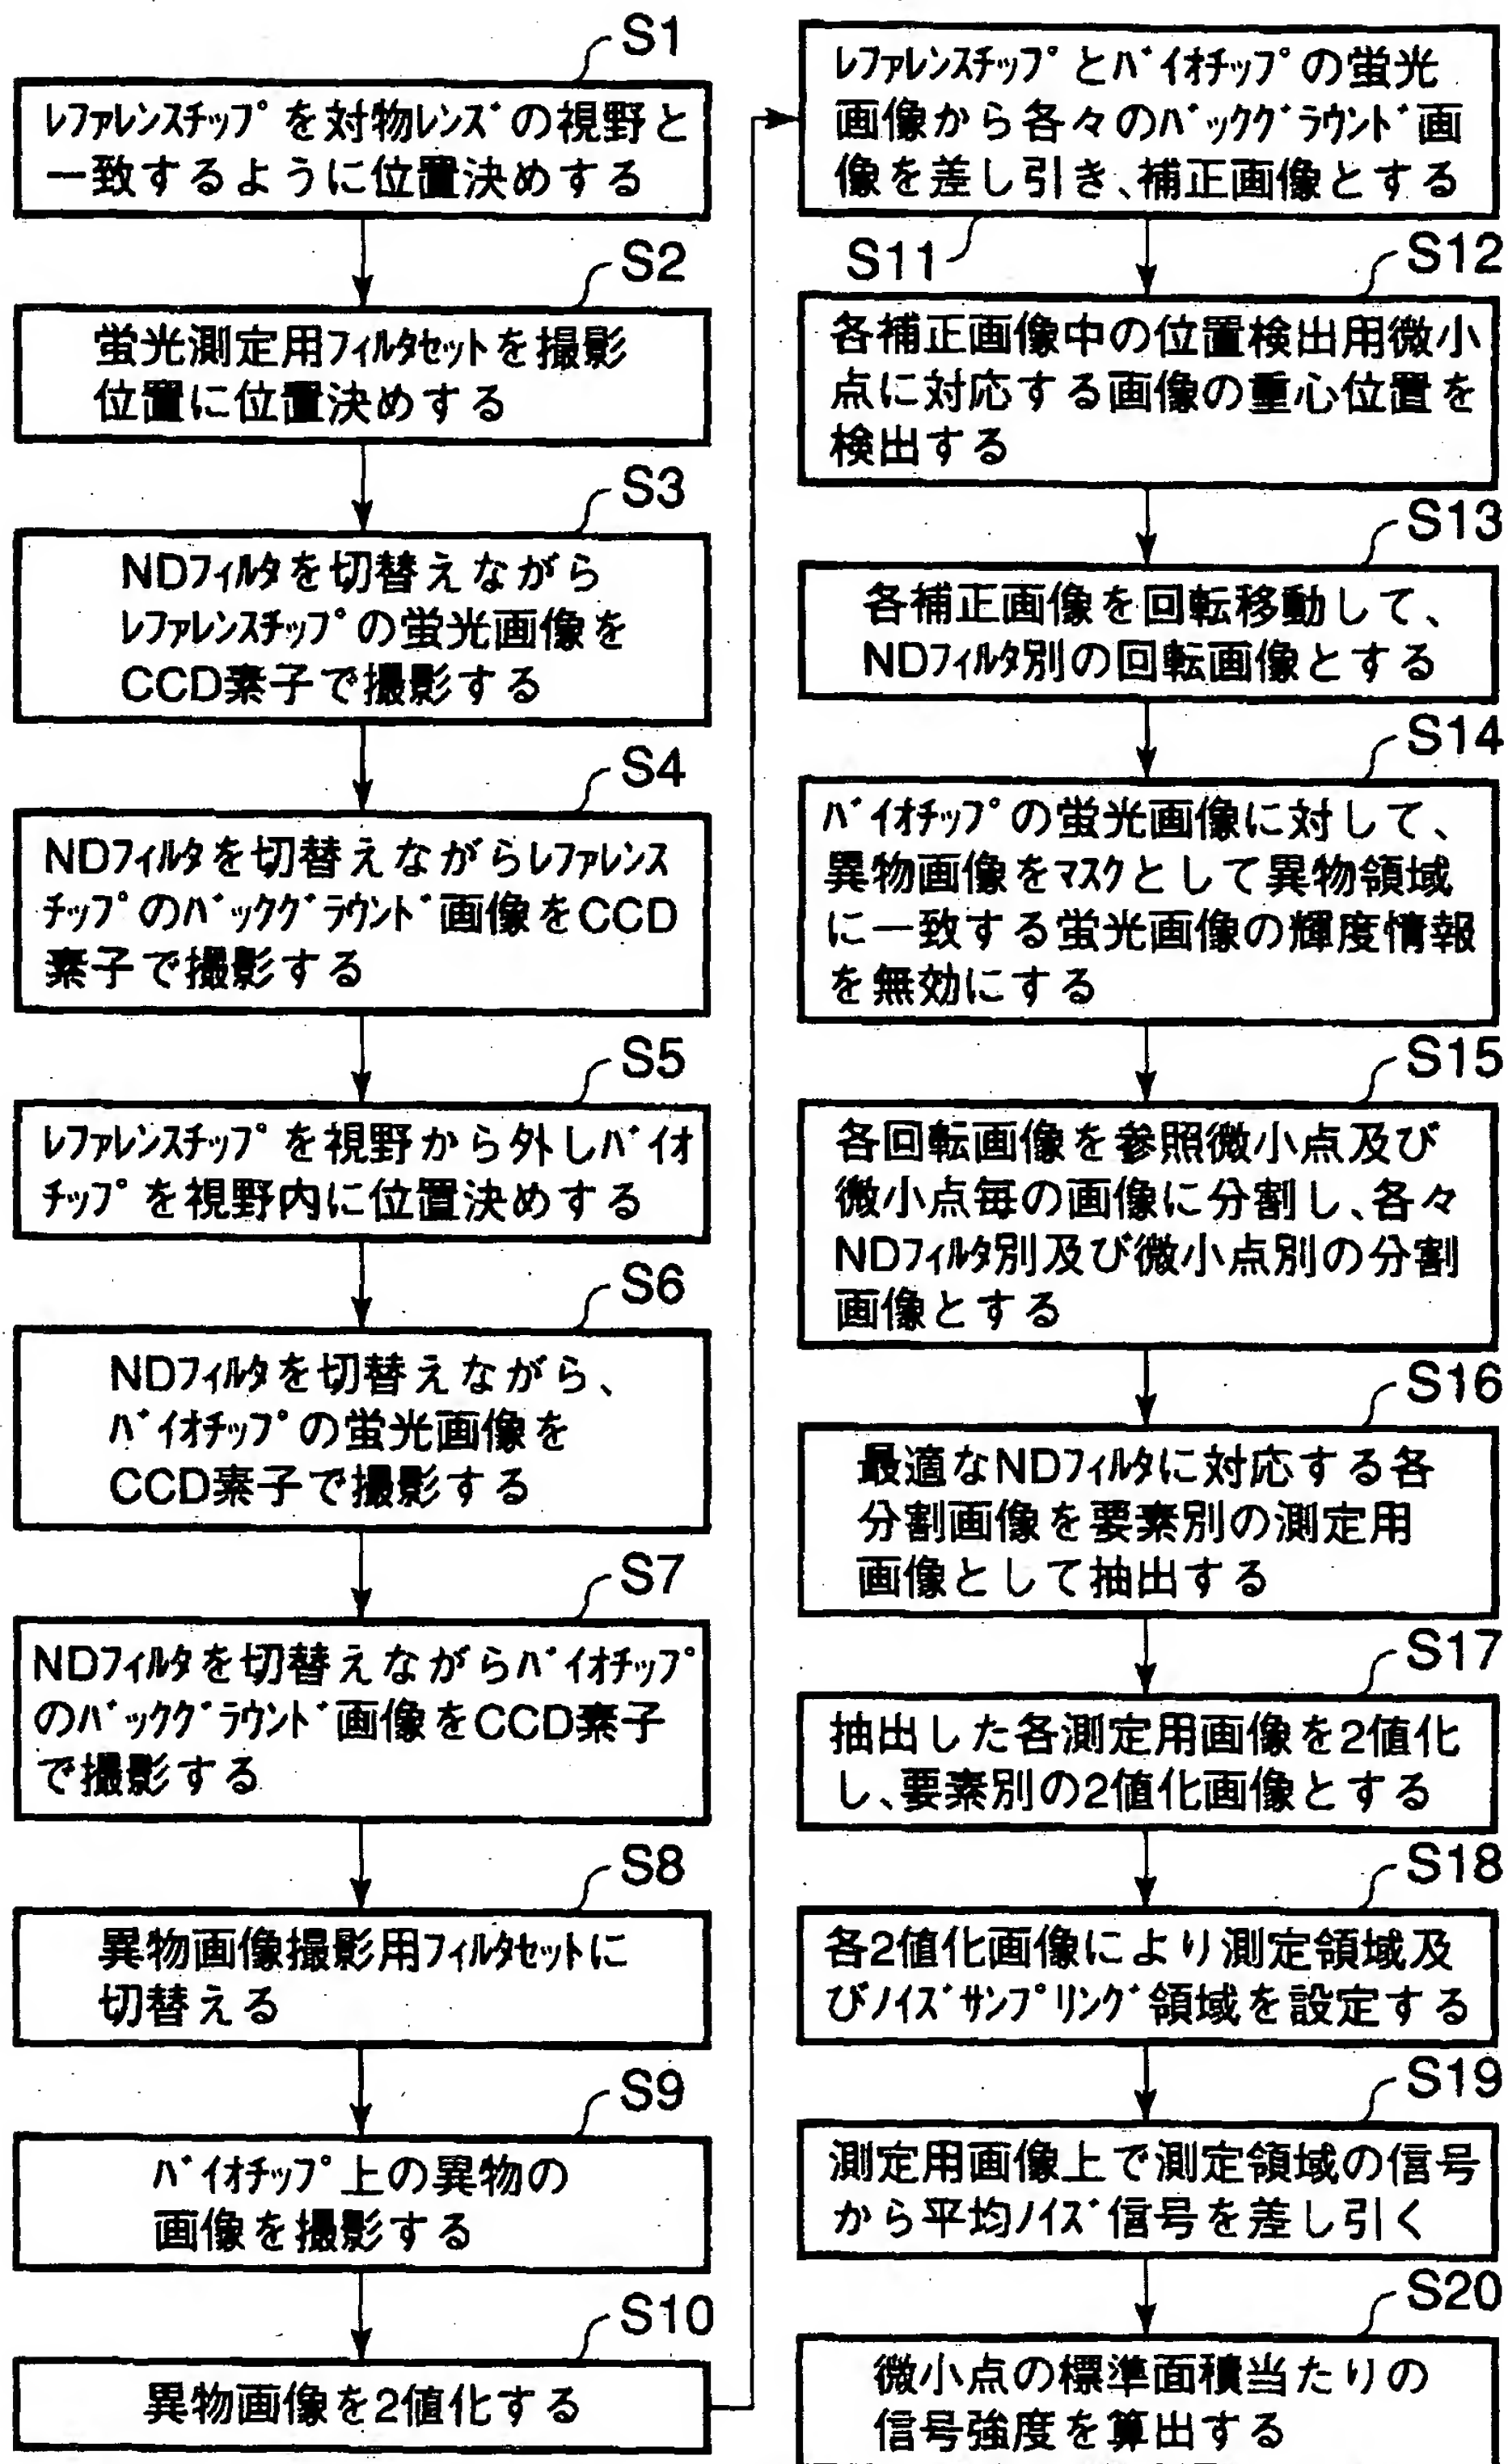 S1
レファレンスチップを対物レンズの視野と
一致するように位置決めする
S2
蛍光測定用フィルタセットを撮影
位置に位置決めする
S3
NDフィルタを切替えながら
レファレンスチップの蛍光画像を
CCD素子で撮影する
S4
NDフィルタを切替えながらレファレンス
チップのバックグラウンド画像をCCD
素子で撮影する
S5
レファレンスチップを視野から外しバイオ
チップを視野内に位置決めする
S6
NDフィルタを切替えながら、
バイオチップの蛍光画像を
CCD素子で撮影する
S7
NDフィルタを切替えながらバイオチップ
のバックグラウンド画像をCCD素子
で撮影する
S8
異物画像撮影用フィルタセットに
切替える
S9
バイオチップ上の異物の
画像を撮影する
S10
異物画像を2値化する
レファレンスチップとバイオチップの蛍光
画像から各々のバックグラウンド画
像を差し引き、補正画像とする
S11
S12
各補正画像中の位置検出用微小
点に対応する画像の重心位置を
検出する
S13
各補正画像を回転移動して、
NDフィルタ別の回転画像とする
S14
バイオチップの蛍光画像に対して、
異物画像をマスクとして異物領域
に一致する蛍光画像の輝度情報
を無効にする
S15
各回転画像を参照微小点及び
微小点毎の画像に分割し、各々
NDフィルタ別及び微小点別の分割
画像とする
S16
最適なNDフィルタに対応する各
分割画像を要素別の測定用
画像として抽出する
S17
抽出した各測定用画像を2値化
し、要素別の2値化画像とする
S18
各2値化画像により測定領域及
びノイズサンプリング領域を設定する
S19
測定用画像上で測定領域の信号
から平均ノイズ信号を差し引く
S20
微小点の標準面積当たりの
信号強度を算出する